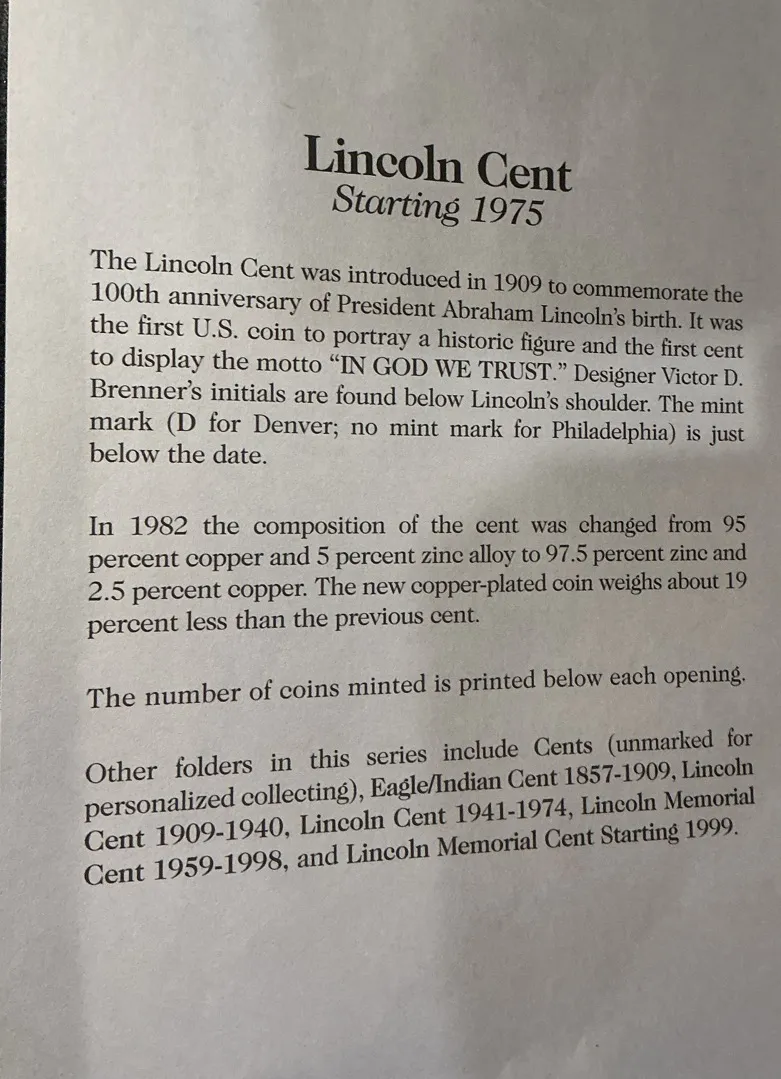 Lincoln Cent
Starting 1975
The Lincoln Cent was introduced in 1909 to commemorate the
100th anniversary of President Abraham Lincoln's birth. It was
the first U.S. coin to portray a historic figure and the first cent
to display the motto “IN GOD WE TRUST.” Designer Victor D.
Brenner's initials are found below Lincoln's shoulder. The mint
mark (D for Denver; no mint mark for Philadelphia) is just
below the date.
In 1982 the composition of the cent was changed from 95
percent copper and 5 percent zinc alloy to 97.5 percent zinc and
2.5 percent copper. The new copper-plated coin weighs about 19
percent less than the previous cent.
The number of coins minted is printed below each opening.
Other folders in this series include Cents (unmarked for
personalized collecting), Eagle/Indian Cent 1857-1909, Lincoln
Cent 1909-1940, Lincoln Cent 1941-1974, Lincoln Memorial
Cent 1959-1998, and Lincoln Memorial Cent Starting 1999.